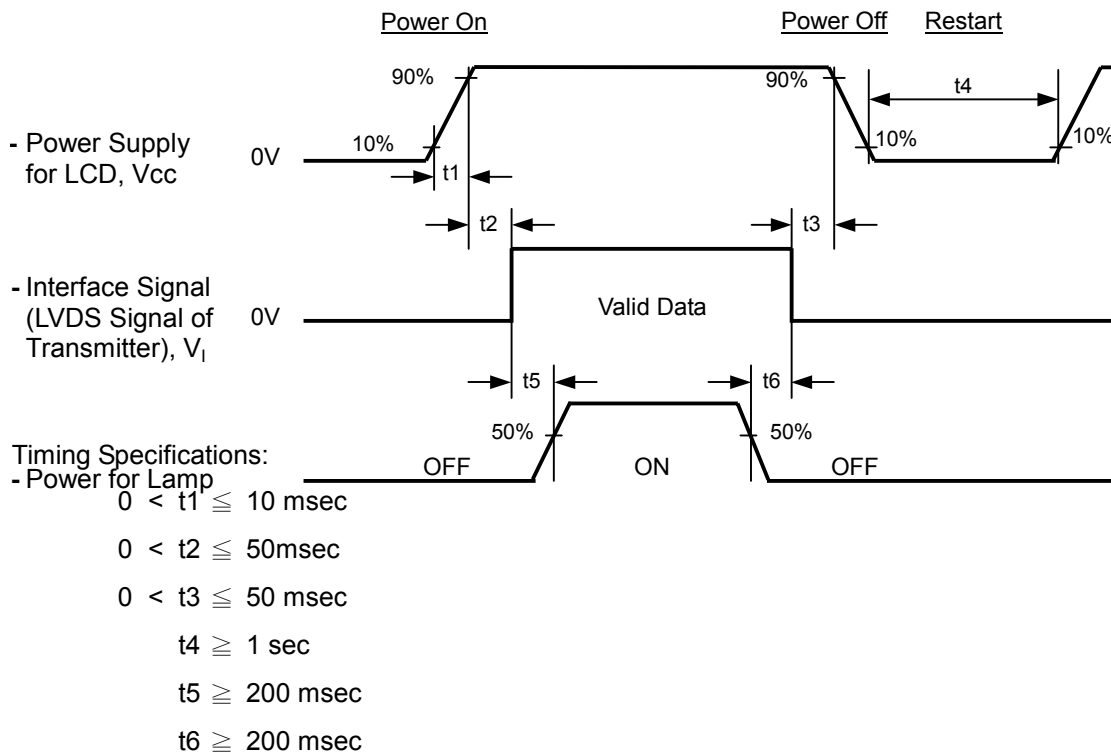 Power On
Power Off Restart
90%
90%
t4
- Power Supply
for LCD, Vcc
0V
10%
10%
10%
t1
t2
t3
- Interface Signal
(LVDS Signal of
Transmitter), VI
0V
Valid Data
t5
t6
50%
50%
Timing Specifications:
- Power for Lamp
OFF
ON
OFF
0 < t1 ≦ 10 msec
0 < t2 ≦ 50msec
0 < t3 ≦ 50 msec
t4 ≧ 1 sec
t5 ≧ 200 msec
t6 ≧ 200 msec